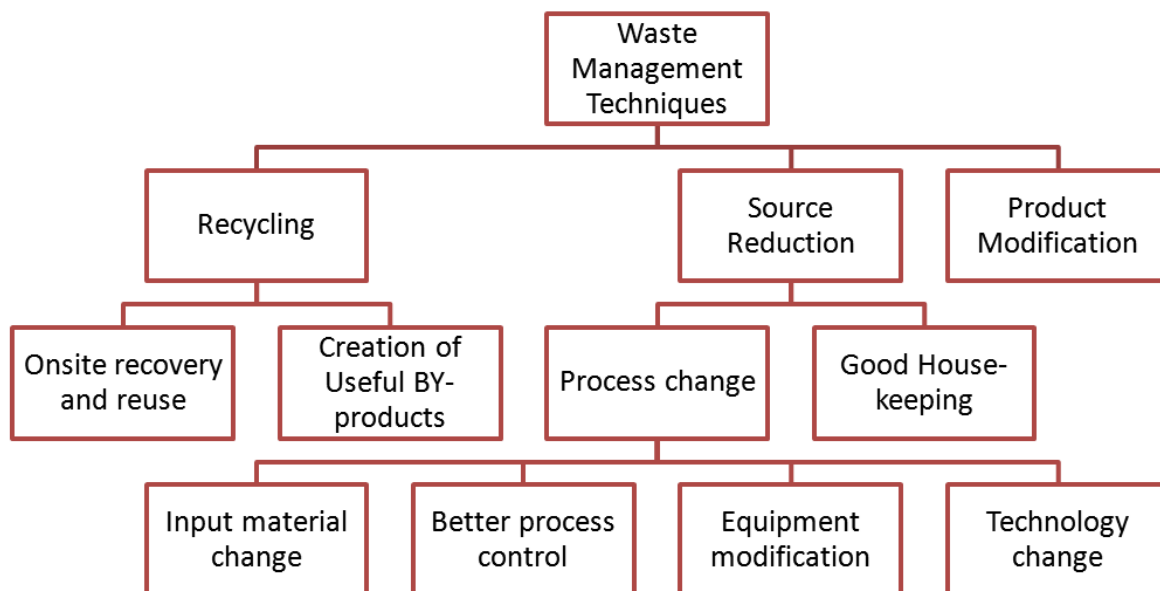 Waste
Management
Techniques
Recycling
Source
Reduction
Product
Modification
Onsite recovery
and reuse
Creation of
Useful BY-
products
Process change
Good House-
keeping
Input material
change
Better process
control
Equipment
modification
Technology
change